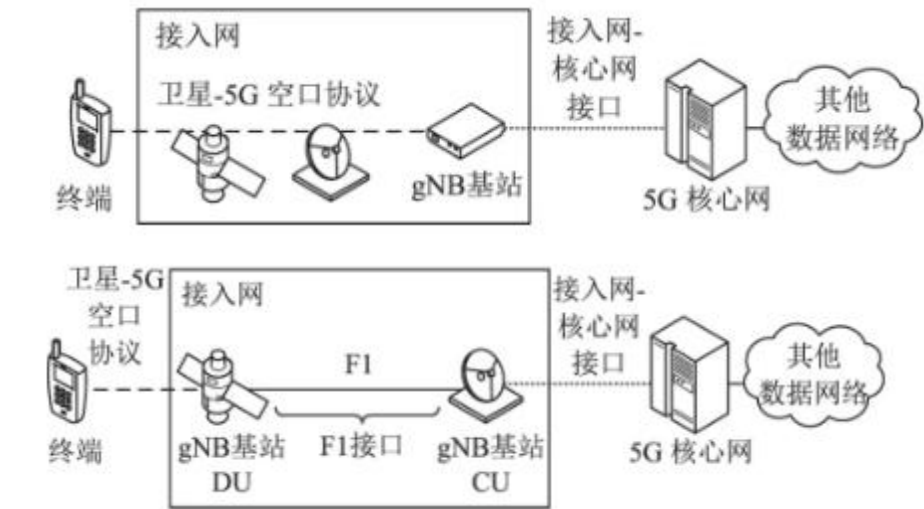 接入网
接入网-
核心网
接口
卫星-5G 空口协议
其他
数据网络
终端
gNB基站
5G 核心网
卫星-5G
空口
协议
接入网
接入网-
核心网
接口
F1
其他
数据网络
终端
gNB基站
DU
F1接口
gNB基站
CU
5G 核心网